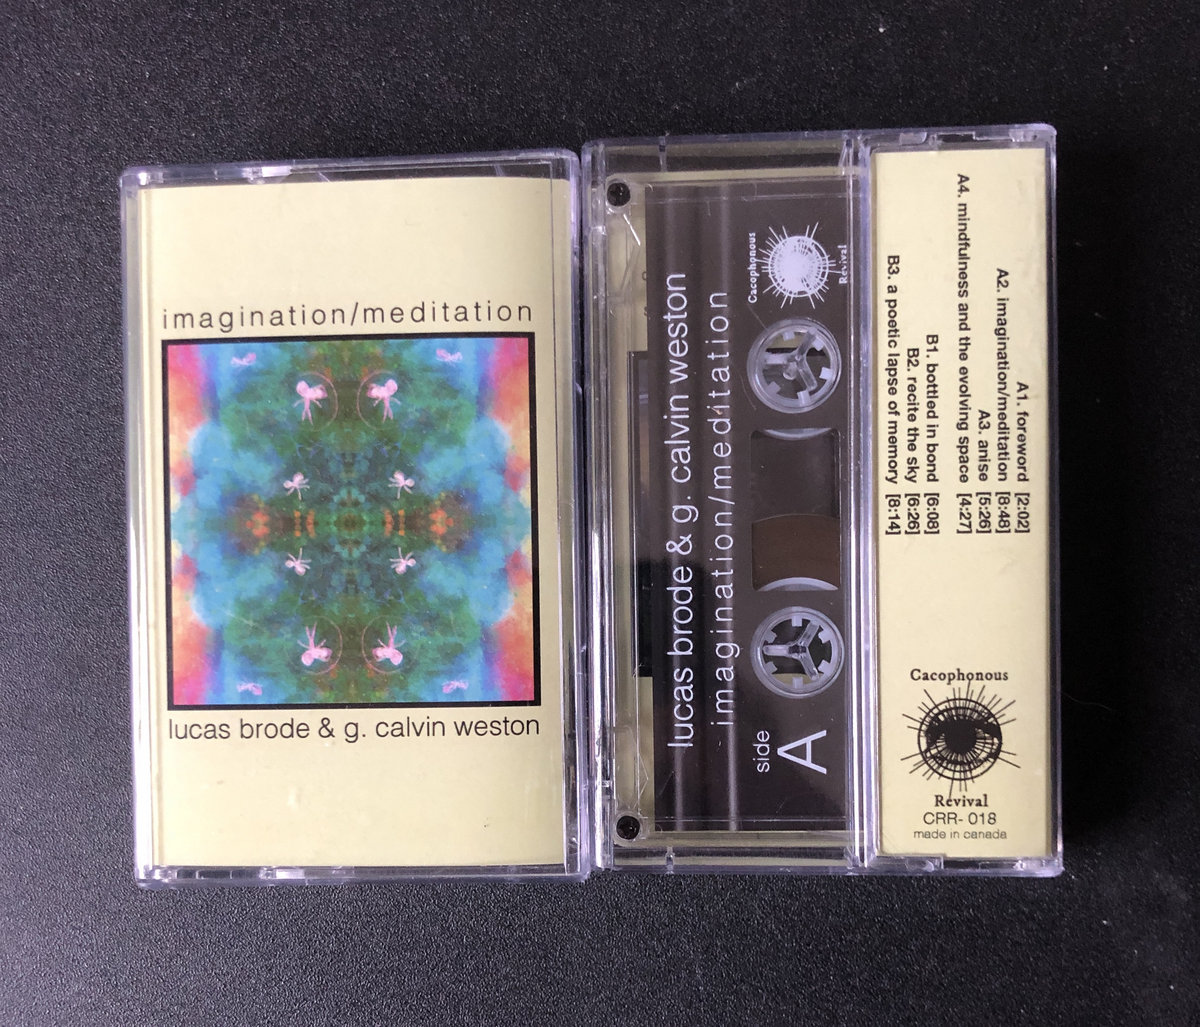 imagination/meditation
lucas brode & g. calvin weston
lucas brode & g. calvin weston
imagination/meditation
Cacophonous
Revival
side
A
A1. foreword [2:02]
A2. imagination/meditation [8:48]
A3. anise [5:26]
A4. mindfulness and the evolving space [4:27]
B1. bottled in bond [6:08]
B2. recite the sky [6:26]
B3. a poetic lapse of memory [8:14]
Cacophonous
Revival
CRR- 018
made in canada